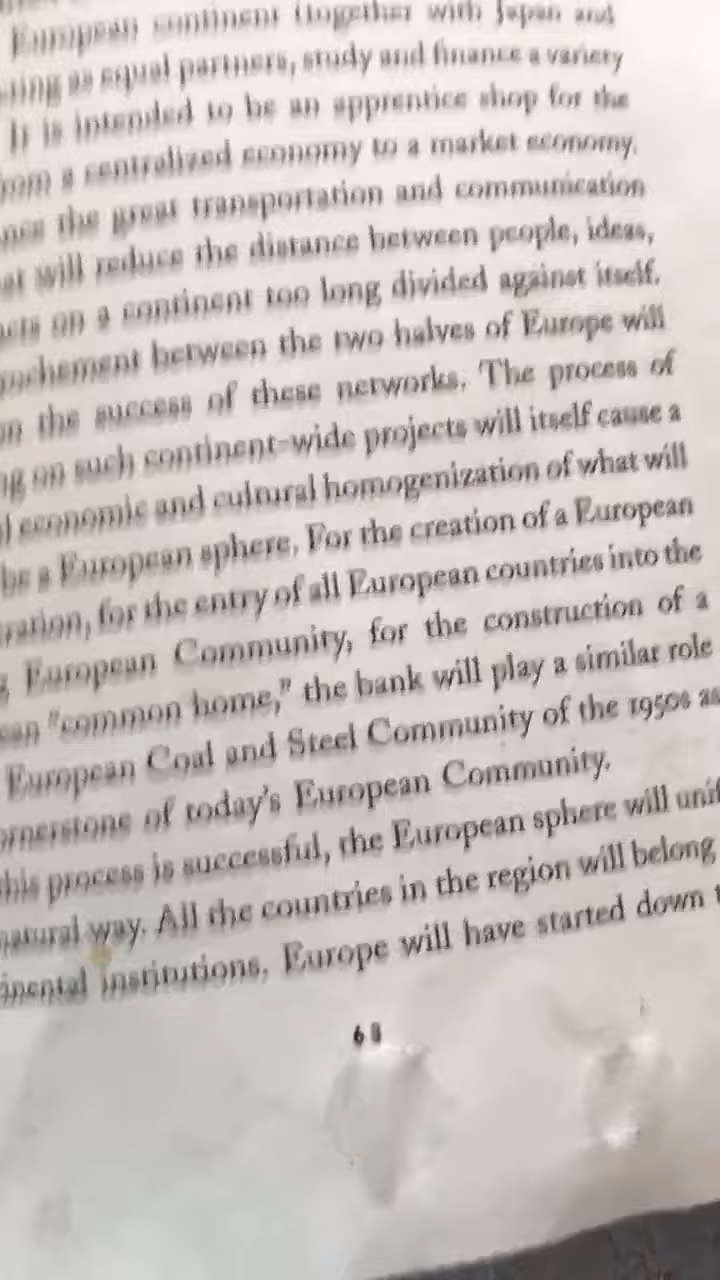 European continent (together with Japan and
as equal partners, study and finance a variety
It is intended to be an apprentice shop for the
a centralized economy to a market economy.
the great transportation and communication
will reduce the distance between people, ideas,
on a continent too long divided against itself.
between the two halves of Europe will
the success of these networks. The process of
on such continent-wide projects will itself cause a
economic and cultural homogenization of what will
be a European sphere. For the creation of a European
for the entry of all European countries into the
European Community, for the construction of a
"common home," the bank will play a similar role
European Coal and Steel Community of the 1950s as
of today's European Community.
this process is successful, the European sphere will unif
natural way. All the countries in the region will belong
institutions. Europe will have started down t
68